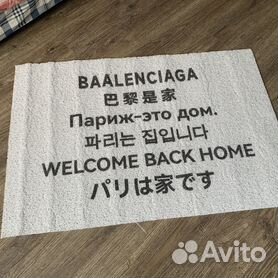 BAALENCIAGA
巴黎是家
Париж-это дом.
파리는 집입니다
WELCOME BACK HOME
パリは家です
Avito